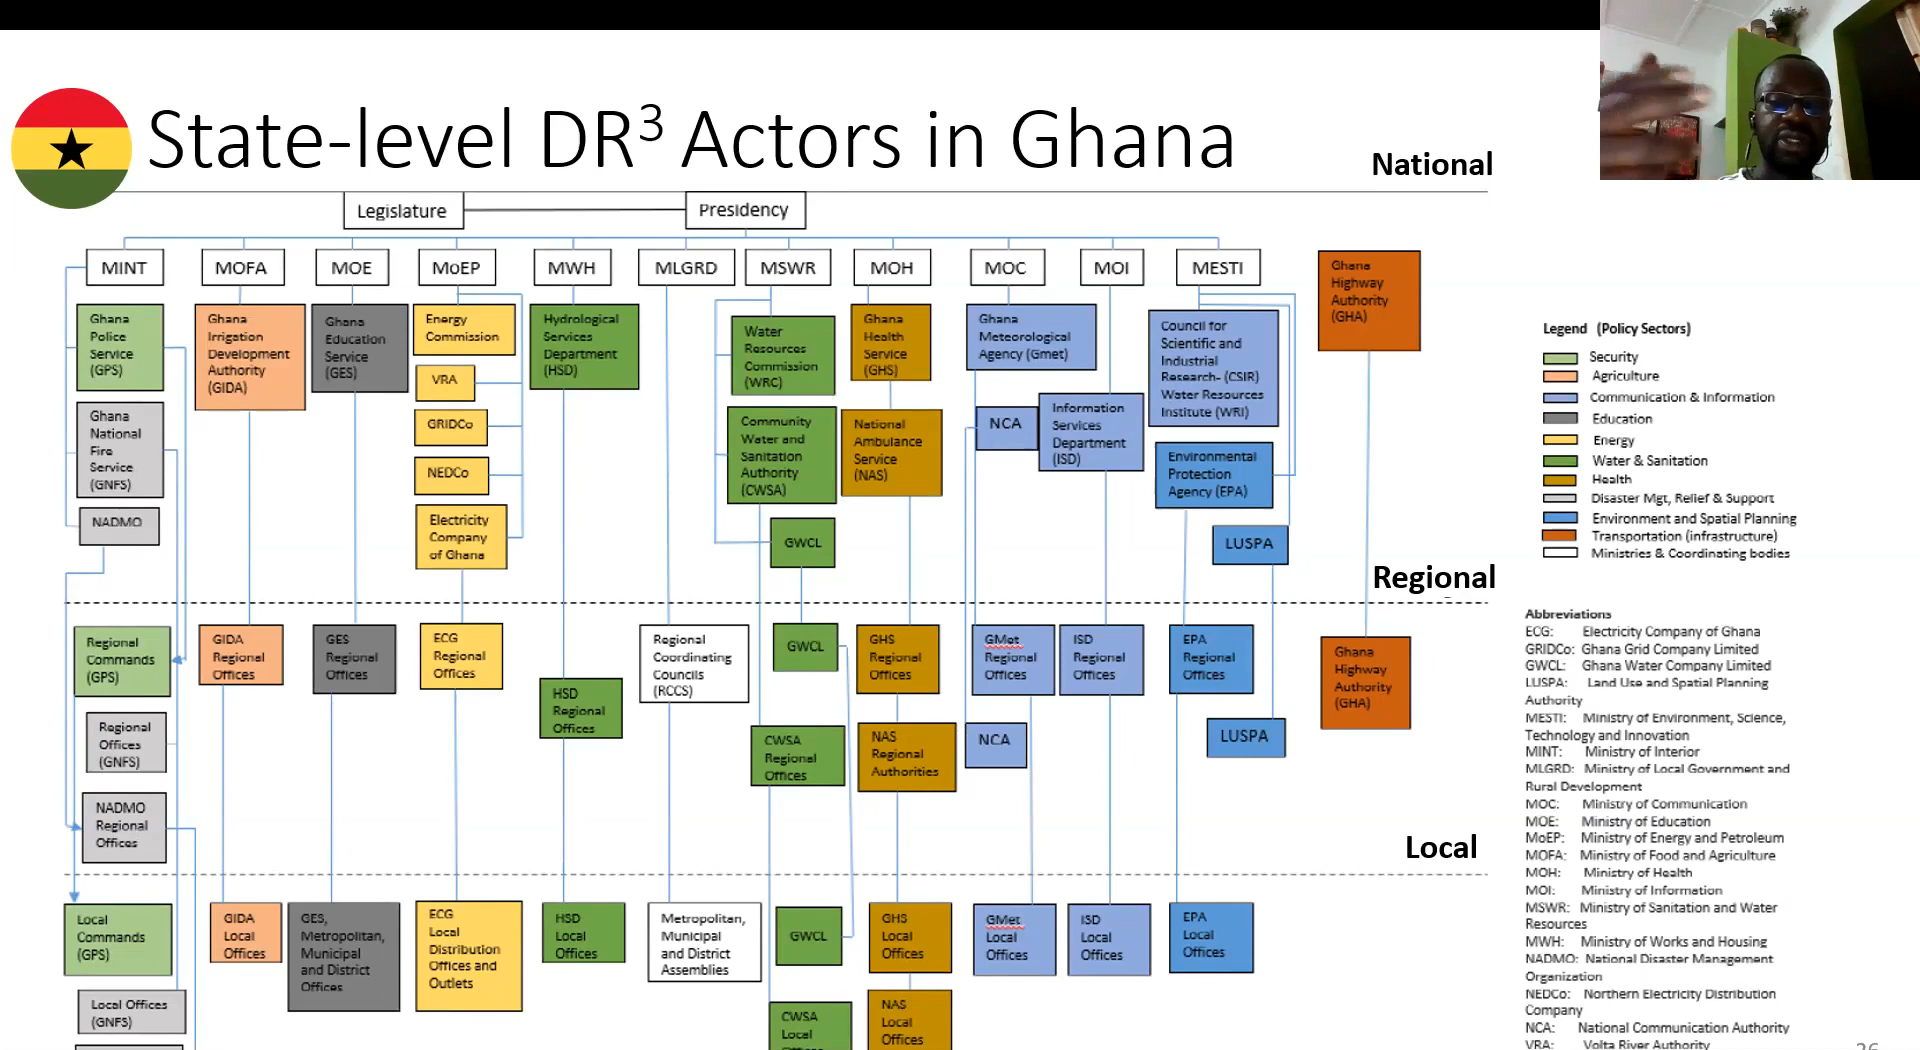 State-level DR³ Actors in Ghana
National
Legislature
Presidency
MINT
MOFA
MOE
MoEP
MWH
MLGRD
MSWR
MOH
MOC
MOI
MESTI
Ghana
Highway
Authority
(GHA)
Ghana
Police
Service
(GPS)
Ghana
Irrigation
Development
Authority
(GIDA)
Ghana
Education
Service
(GES)
Energy
Commission
Hydrological
Services
Department
(HSD)
Water
Resources
Commission
(WRC)
Ghana
Health
Service
(GHS)
Ghana
Meteorological
Agency (Gmet)
Council for
Scientific and
Industrial
Research- (CSIR)
Water Resources
Institute (WRI)
VRA
Ghana
National
Fire
Service
(GNFS)
GRIDCo
Community
Water and
Sanitation
Authority
(CWSA)
National
Ambulance
Service
(NAS)
NCA
Information
Services
Department
(ISD)
Environmental
Protection
Agency (EPA)
NEDCo
NADMO
Electricity
Company
of Ghana
GWCL
LUSPA
Regional
Regional
Commands
(GPS)
GIDA
Regional
Offices
GES
Regional
Offices
ECG
Regional
Offices
HSD
Regional
Offices
Regional
Coordinating
Councils
(RCCS)
GWCL
GHS
Regional
Offices
GMet
Regional
Offices
ISD
Regional
Offices
EPA
Regional
Offices
Ghana
Highway
Authority
(GHA)
Regional
Offices
(GNFS)
CWSA
Regional
Offices
NAS
Regional
Authorities
NCA
LUSPA
NADMO
Regional
Offices
Local
Local
Commands
(GPS)
GIDA
Local
Offices
GES,
Metropolitan,
Municipal
and District
Offices
ECG
Local
Distribution
Offices and
Outlets
HSD
Local
Offices
Metropolitan,
Municipal
and District
Assemblies
GWCL
GHS
Local
Offices
GMet
Local
Offices
ISD
Local
Offices
EPA
Local
Offices
Local Offices
(GNFS)
CWSA
Local
NAS
Local
Offices
Legend (Policy Sectors)
Security
Agriculture
Communication & Information
Education
Energy
Water & Sanitation
Health
Disaster Mgt, Relief & Support
Environment and Spatial Planning
Transportation (infrastructure)
Ministries & Coordinating bodies
Abbreviations
ECG: Electricity Company of Ghana
GRIDCo: Ghana Grid Company Limited
GWCL: Ghana Water Company Limited
LUSPA: Land Use and Spatial Planning
Authority
MESTI: Ministry of Environment, Science,
Technology and Innovation
MINT: Ministry of Interior
MLGRD: Ministry of Local Government and
Rural Development
MOC: Ministry of Communication
MOE: Ministry of Education
MoEP: Ministry of Energy and Petroleum
MOFA: Ministry of Food and Agriculture
MOH: Ministry of Health
MOI: Ministry of Information
MSWR: Ministry of Sanitation and Water
Resources
MWH: Ministry of Works and Housing
NADMO: National Disaster Management
Organization
NEDCo: Northern Electricity Distribution
Company
NCA: National Communication Authority
VRA: Volta River Authority